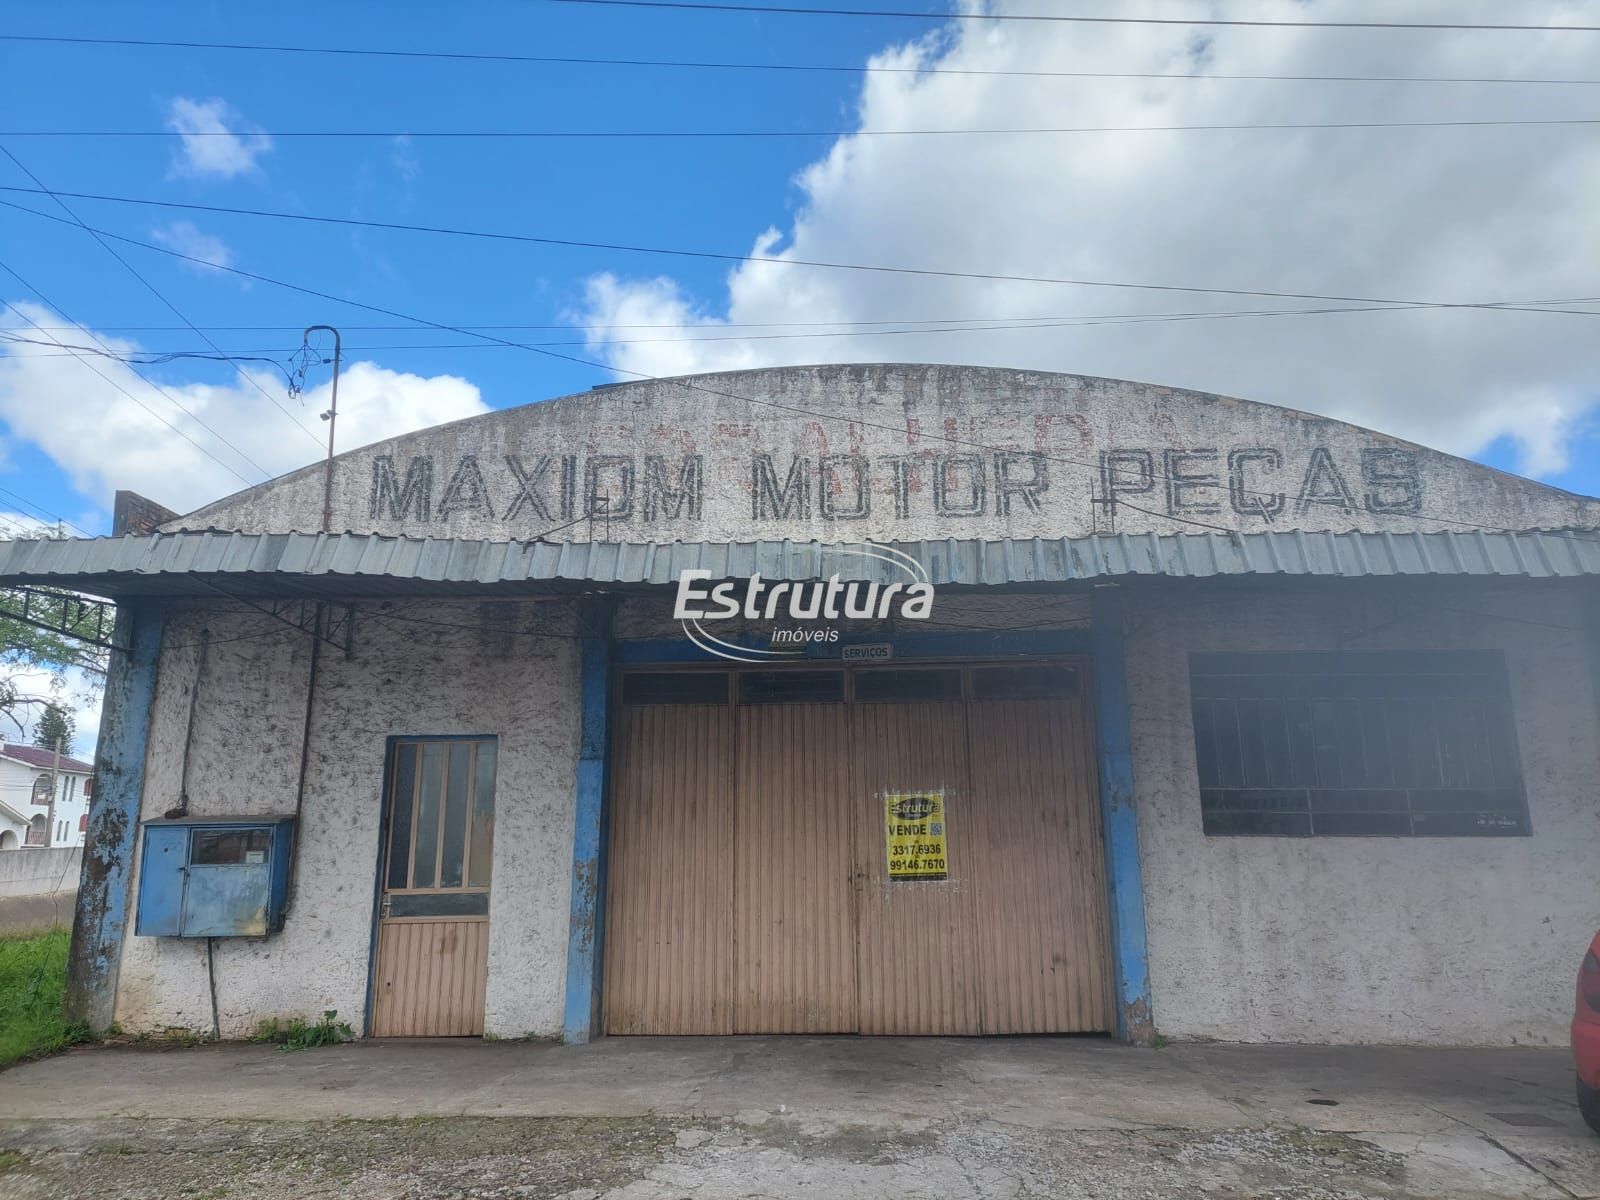 MAXIOM MOTOR PEÇAS
Estrutura
imóveis
SERVIÇOS
Estrutura
VENDE
3317.6936
99146.7670